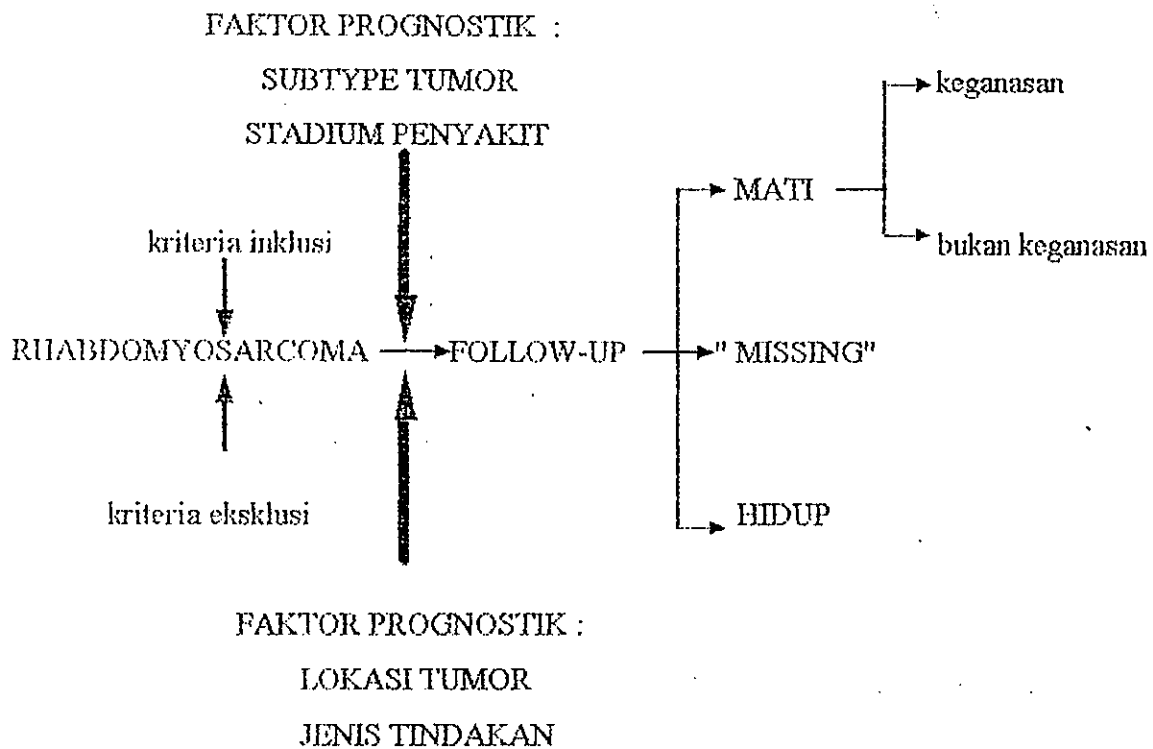 FAKTOR PROGNOSTIK :
SUBTYPE TUMOR
STADIUM PENYAKIT
keganasan
MATI
kriteria inklusi
bukan keganasan
RHABDOMYOSARCOMA
FOLLOW-UP
" MISSING"
kriteria eksklusi
HIDUP
FAKTOR PROGNOSTIK :
LOKASI TUMOR
JENIS TINDAKAN